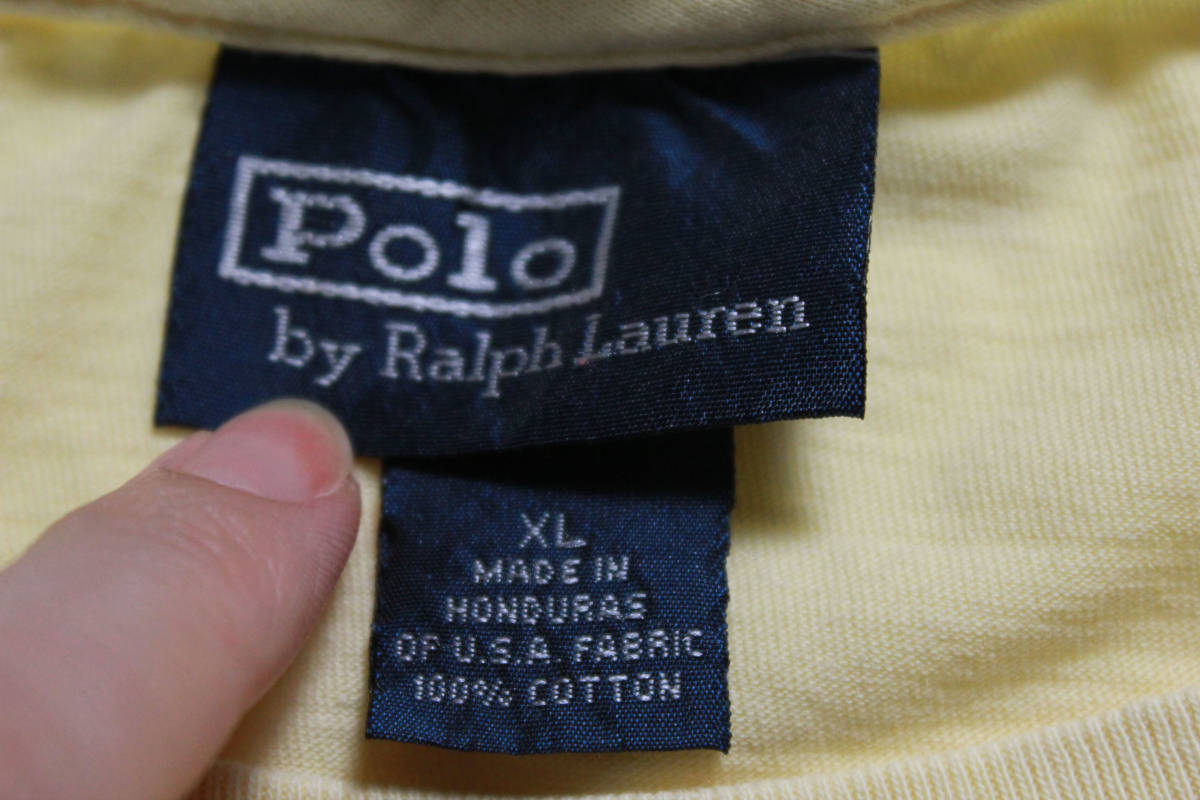 Polo
by Ralph Lauren
XL
MADE IN
HONDURAS
OF U.S.A. FABRIC
100% COTTON